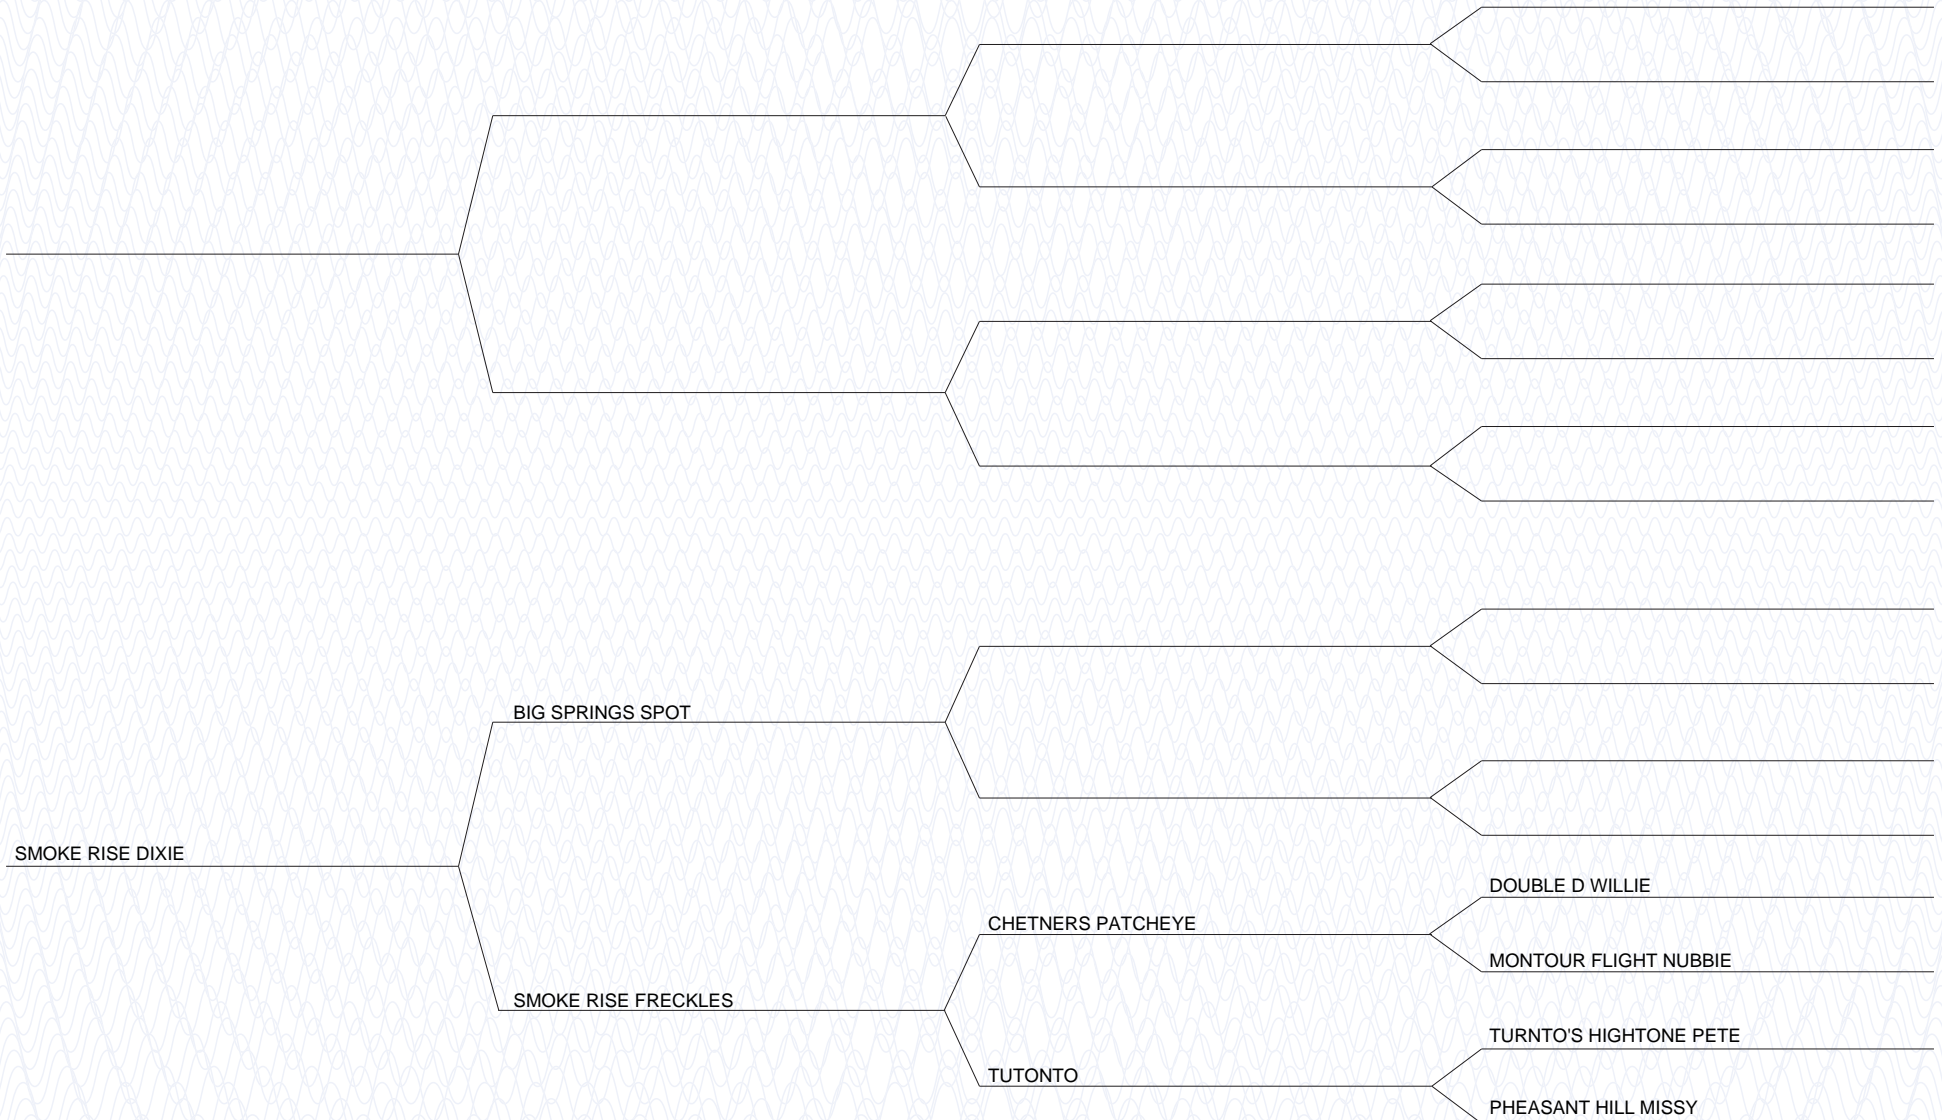 BIG SPRINGS SPOT
SMOKE RISE DIXIE
DOUBLE D WILLIE
CHETNERS PATCHEYE
MONTOUR FLIGHT NUBBIE
SMOKE RISE FRECKLES
TURNTO'S HIGHTONE PETE
TUTONTO
PHEASANT HILL MISSY